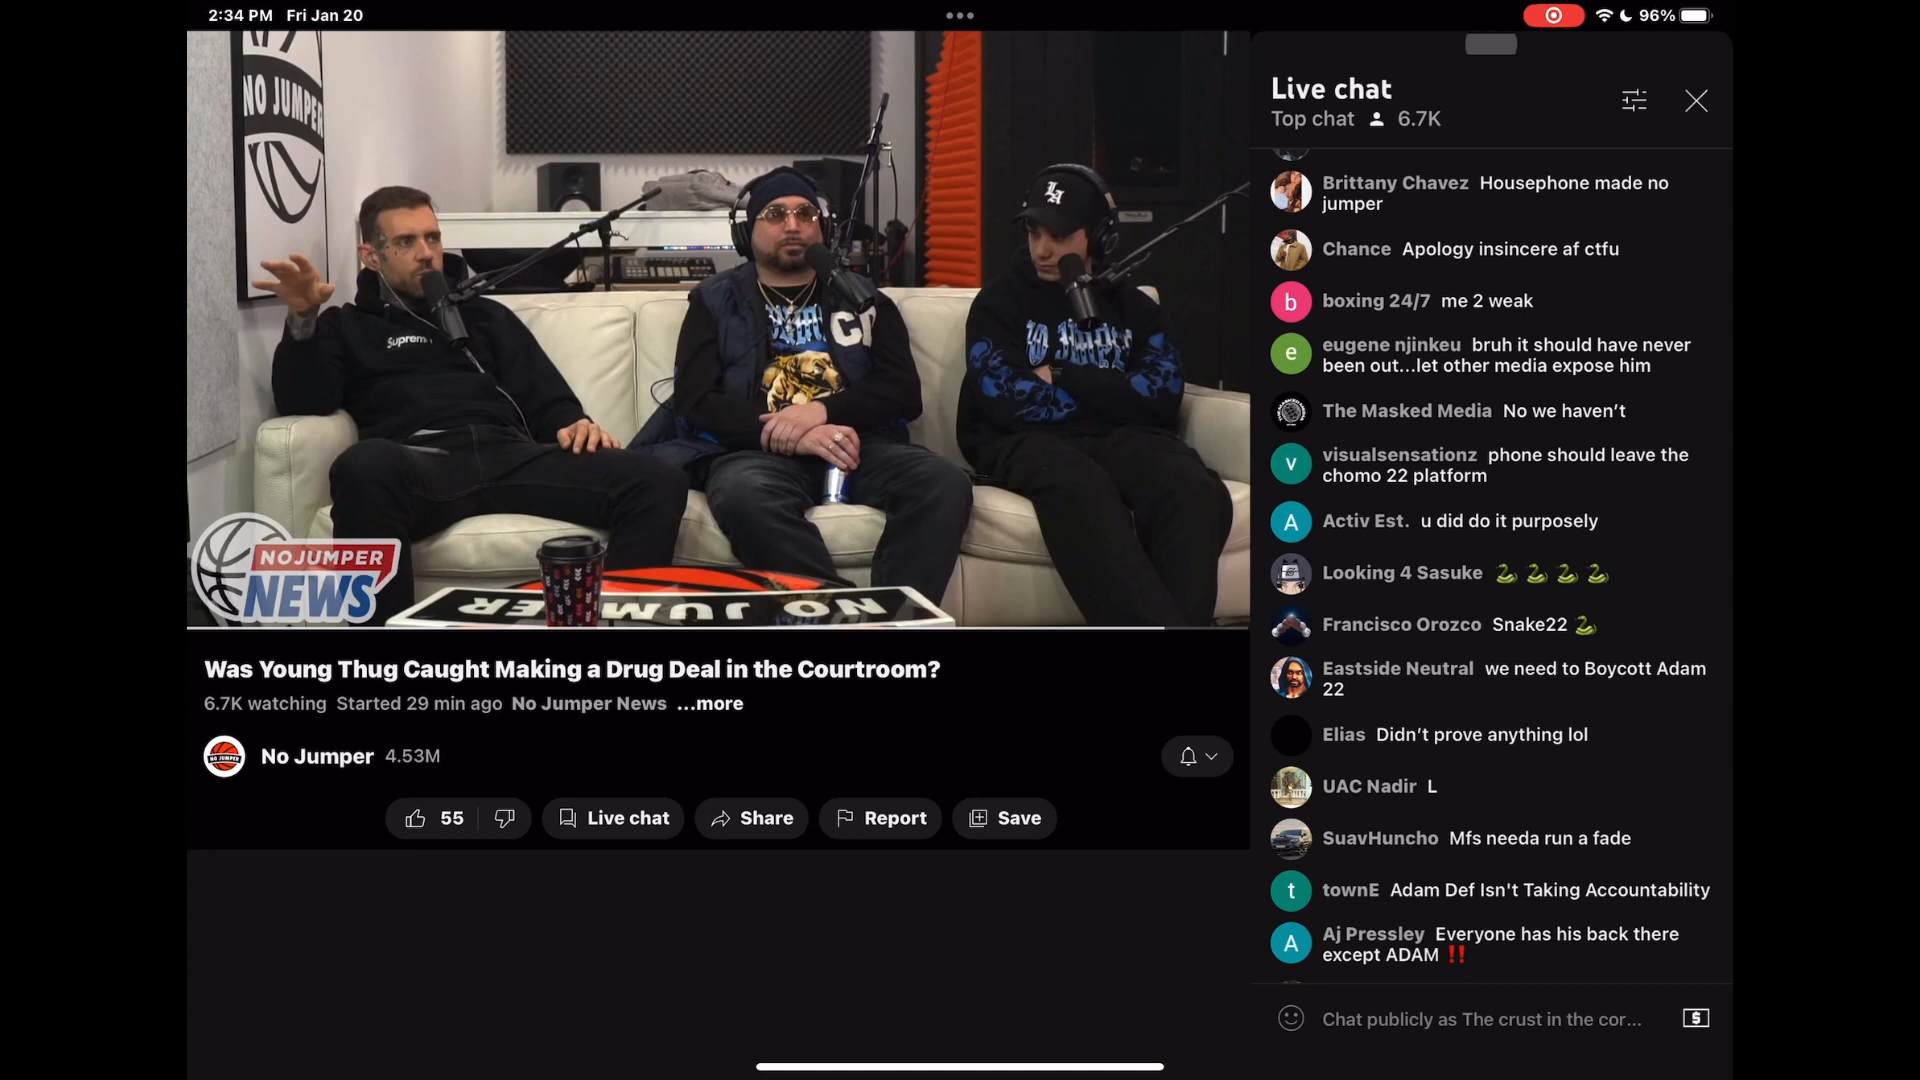 2:34 PM Fri Jan 20
96%
NO JUMPER
Supreme
LA
NOJUMPER
NEWS
NO JUMPER
Was Young Thug Caught Making a Drug Deal in the Courtroom?
6.7K watching Started 29 min ago No Jumper News ...more
No Jumper 4.53M
55 Live chat Share Report Save
Live chat
Top chat 6.7K
Brittany Chavez Housephone made no
jumper
Chance Apology insincere af ctfu
b boxing 24/7 me 2 weak
e eugene njinkeu bruh it should have never
been out...let other media expose him
The Masked Media No we haven't
v visualsensationz phone should leave the
chomo 22 platform
A Activ Est. u did do it purposely
Looking 4 Sasuke 🐍 🐍 🐍 🐍
Francisco Orozco Snake22 🐍
Eastside Neutral we need to Boycott Adam
22
Elias Didn't prove anything lol
UAC Nadir L
SuavHuncho Mfs needa run a fade
t townE Adam Def Isn't Taking Accountability
A Aj Pressley Everyone has his back there
except ADAM ‼️
Chat publicly as The crust in the cor...